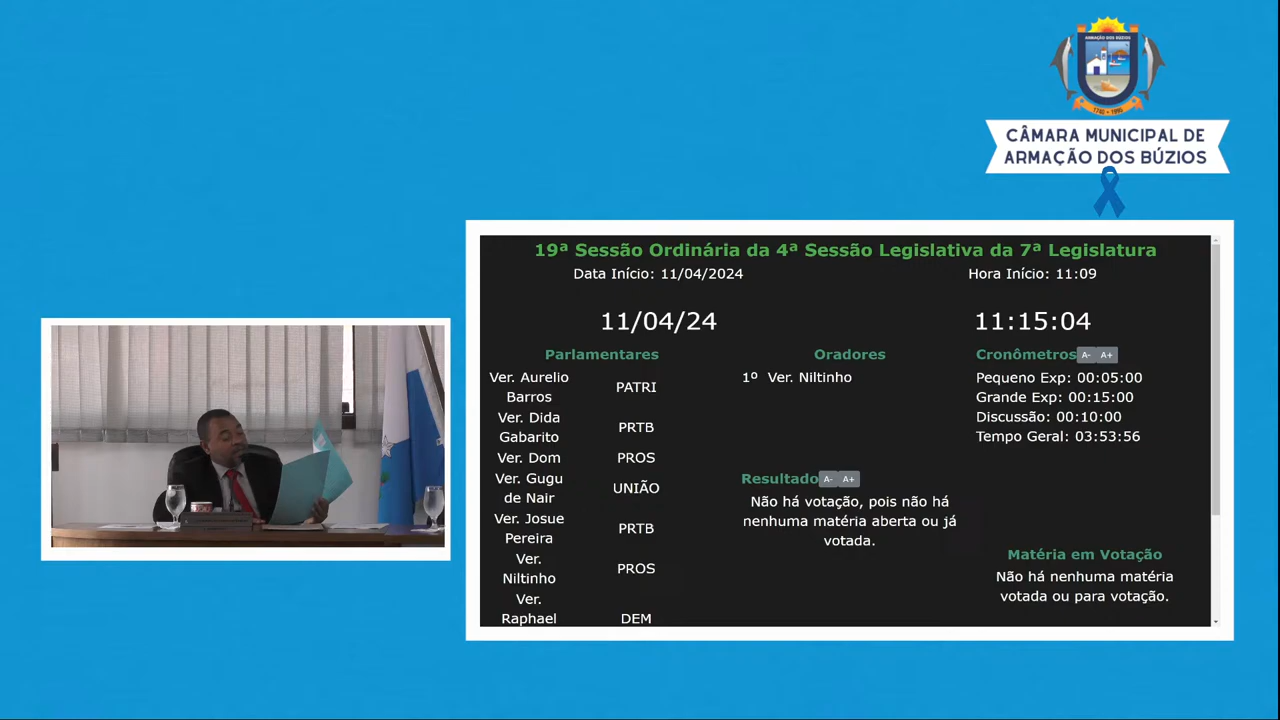 ARMAÇÃO DOS BÚZIOS
CÂMARA MUNICIPAL DE
ARMAÇÃO DOS BÚZIOS
19ª Sessão Ordinária da 4ª Sessão Legislativa da 7ª Legislatura
Data Início: 11/04/2024
Hora Início: 11:09
11/04/24
11:15:04
Parlamentares
Ver. Aurelio
Barros
PATRI
Ver. Dida
Gabarito
PRTB
Ver. Dom
PROS
Ver. Gugu
de Nair
UNIÃO
Ver. Josue
Pereira
PRTB
Ver.
Niltinho
PROS
Ver.
Raphael
DEM
Oradores
1º Ver. Niltinho
Resultado A- A+
Não há votação, pois não há
nenhuma matéria aberta ou já
votada.
Cronômetros A- A+
Pequeno Exp: 00:05:00
Grande Exp: 00:15:00
Discussão: 00:10:00
Tempo Geral: 03:53:56
Matéria em Votação
Não há nenhuma matéria
votada ou para votação.